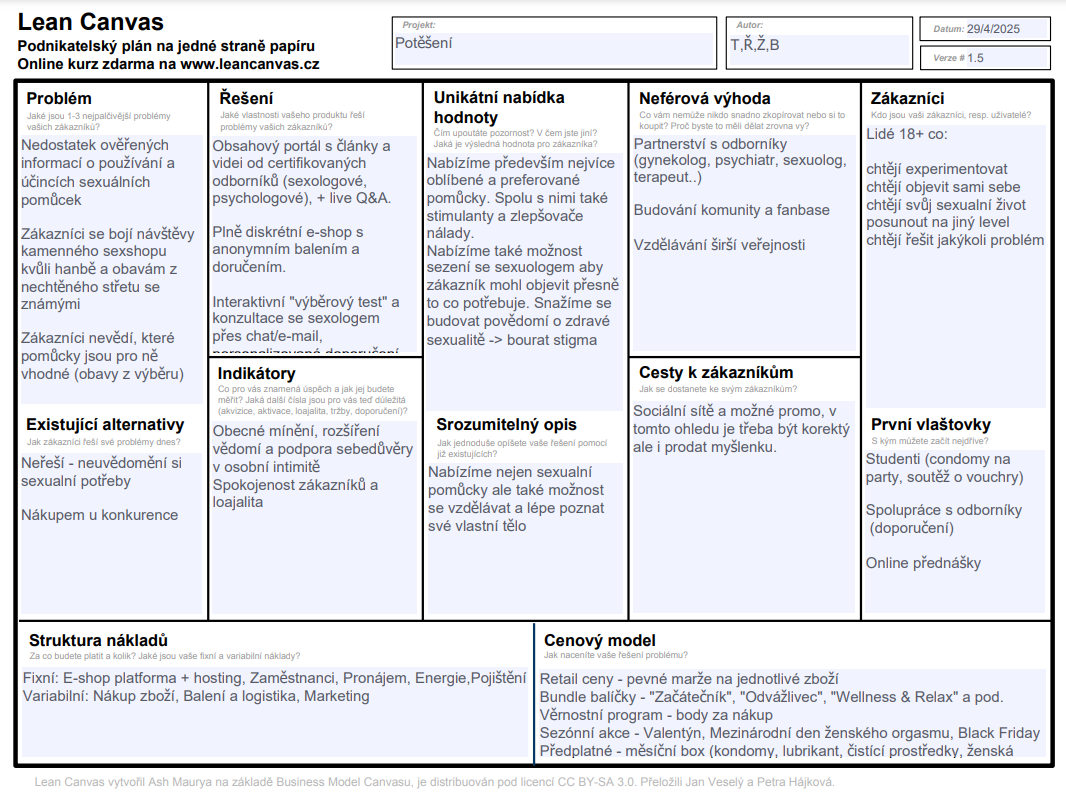 Lean Canvas
Podnikatelský plán na jedné straně papíru
Online kurz zdarma na www.leancanvas.cz
Projekt:
Potěšení
Autor:
T,Ř,Ž,B
Datum: 29/4/2025
Verze # 1.5
Problém
Jaké jsou 1-3 nejpalčivější problémy
vašich zákazníků?
Nedostatek ověřených
informací o používání a
účincích sexuálních
pomůcek
Zákazníci se bojí návštěvy
kamenného sexshopu
kvůli hanbě a obavám z
nechtěného střetu se
známými
Zákazníci nevědí, které
pomůcky jsou pro ně
vhodné (obavy z výběru)
Existující alternativy
Jak zákazníci řeší své problémy dnes?
Neřeší - neuvědomění si
sexuální potřeby
Nákupem u konkurence
Řešení
Jaké vlastnosti vašeho produktu řeší
problémy vašich zákazníků?
Obsahový portál s články a
videi od certifikovaných
odborníků (sexologové,
psychologové), + live Q&A.
Plně diskrétní e-shop s
anonymním balením a
doručením.
Interaktivní "výběrový test" a
konzultace se sexologem
přes chat/e-mail,
personalizované doporučení
Indikátory
Co pro vás znamená úspěch a jak jej budete
měřit? Jaká další čísla jsou pro vás teď důležitá
(akvizice, aktivace, loajalita, tržby, doporučení)?
Obecné mínění, rozšíření
vědomí a podpora sebedůvěry
v osobní intimitě
Spokojenost zákazníků a
loajalita
Unikátní nabídka
hodnoty
Čím upoutáte pozornost? V čem jste jiní?
Jaká je výsledná hodnota pro zákazníka?
Nabízíme především nejvíce
oblíbené a preferované
pomůcky. Spolu s nimi také
stimulanty a zlepšovače
nálady.
Nabízíme také možnost
sezení se sexuologem aby
zákazník mohl objevit přesně
to co potřebuje. Snažíme se
budovat povědomí o zdravé
sexualitě -> bourat stigma
Srozumitelný opis
Jak jednoduše opíšete vaše řešení pomocí
již existujících?
Nabízíme nejen sexualní
pomůcky ale také možnost
se vzdělávat a lépe poznat
své vlastní tělo
Neférová výhoda
Co vám nemůže nikdo snadno zkopírovat nebo si to
koupit? Proč byste to měli dělat zrovna vy?
Partnerství s odborníky
(gynekolog, psychiatr, sexuolog,
terapeut..)
Budování komunity a fanbase
Vzdělávání širší veřejnosti
Cesty k zákazníkům
Jak se dostanete ke svým zákazníkům?
Sociální sítě a možné promo, v
tomto ohledu je třeba být korektý
ale i prodat myšlenku.
Zákazníci
Kdo jsou vaši zákazníci, resp. uživatelé?
Lidé 18+ co:
chtějí experimentovat
chtějí objevit sami sebe
chtějí svůj sexualní život
posunout na jiný level
chtějí řešit jakýkoli problém
První vlaštovky
S kým můžete začít nejdříve?
Studenti (condomy na
party, soutěž o vouchry)
Spolupráce s odborníky
(doporučení)
Online přednášky
Struktura nákladů
Za co budete platit a kolik? Jaké jsou vaše fixní a variabilní náklady?
Fixní: E-shop platforma + hosting, Zaměstnanci, Pronájem, Energie,Pojištění
Variabilní: Nákup zboží, Balení a logistika, Marketing
Cenový model
Jak naceníte vaše řešení problému?
Retail ceny - pevné marže na jednotlivé zboží
Bundle balíčky - "Začátečník", "Odvážlivec", "Wellness & Relax" a pod.
Věrnostní program - body za nákup
Sezónní akce - Valentýn, Mezinárodní den ženského orgasmu, Black Friday
Předplatné - měsíční box (kondomy, lubrikant, čistící prostředky, ženská
Lean Canvas vytvořil Ash Maurya na základě Business Model Canvasu, je distribuován pod licencí CC BY-SA 3.0. Přeložili Jan Veselý a Petra Hájková.